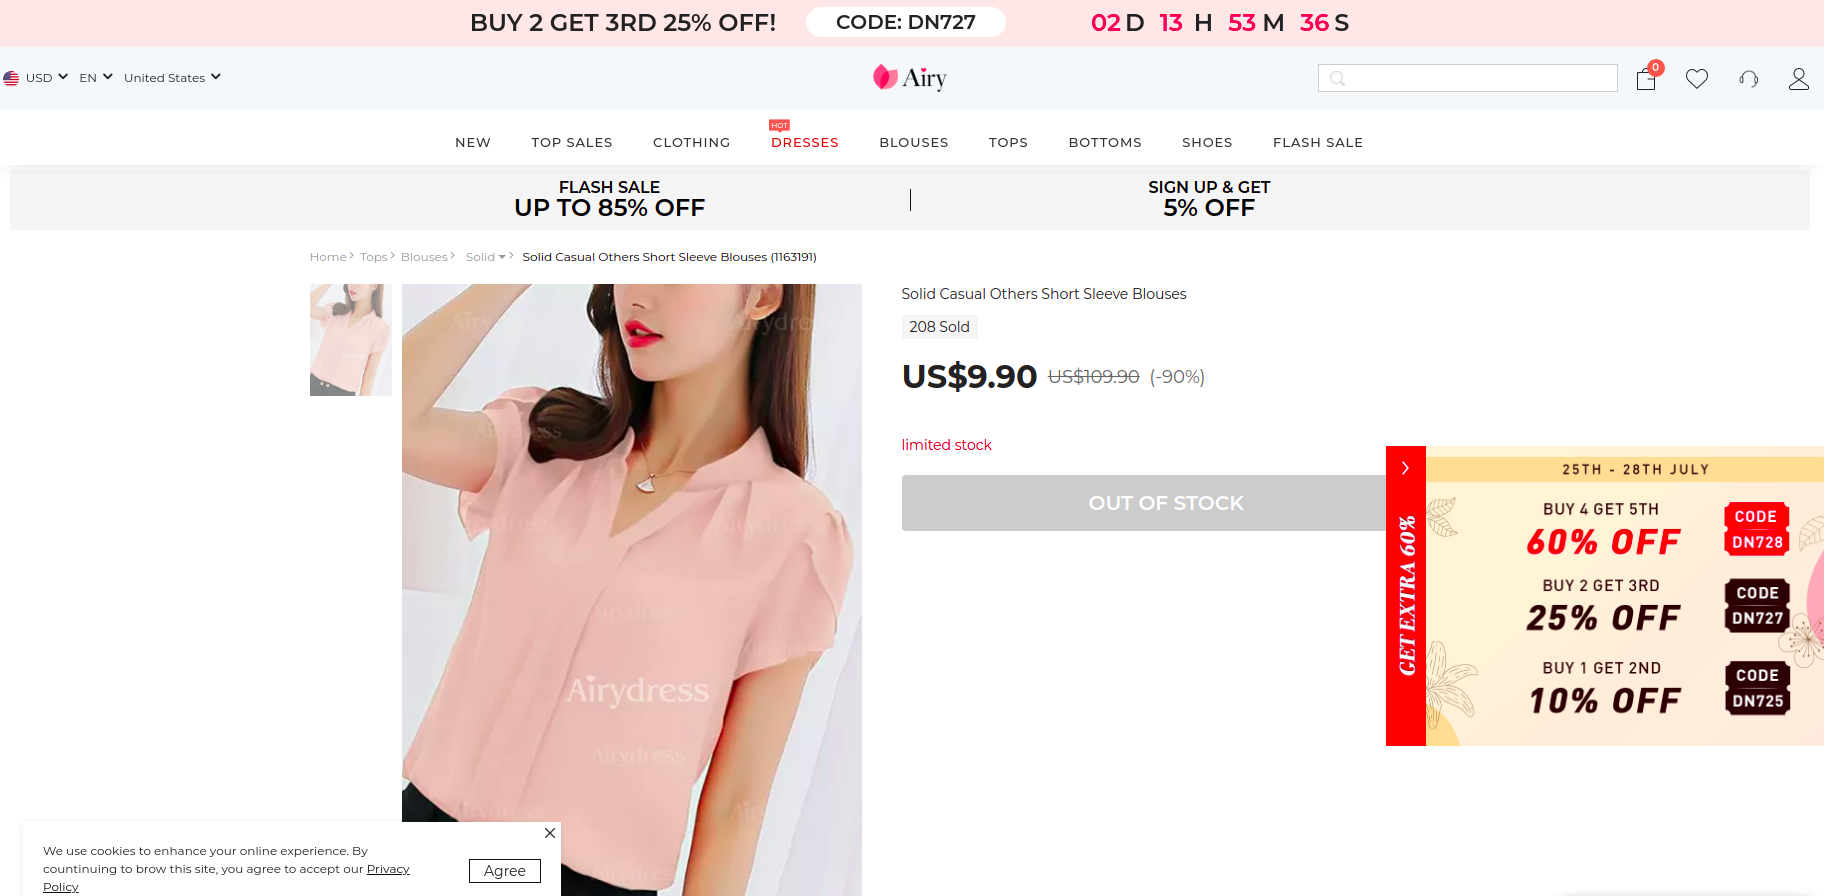 BUY 2 GET 3RD 25% OFF!
CODE: DN727
02 D 13 H 53 M 36 S
USD EN United States
Airy
0
HOT
NEW TOP SALES CLOTHING DRESSES BLOUSES TOPS BOTTOMS SHOES FLASH SALE
FLASH SALE
UP TO 85% OFF
SIGN UP & GET
5% OFF
Home Tops Blouses Solid Solid Casual Others Short Sleeve Blouses (1163191)
Solid Casual Others Short Sleeve Blouses
208 Sold
US$9.90 US$109.90 (-90%)
limited stock
OUT OF STOCK
GET EXTRA 60%
25TH - 28TH JULY
BUY 4 GET 5TH
60% OFF
CODE
DN728
BUY 2 GET 3RD
25% OFF
CODE
DN727
BUY 1 GET 2ND
10% OFF
CODE
DN725
Airydress
Airydress
We use cookies to enhance your online experience. By
countinuing to brow this site, you agree to accept our Privacy
Policy
Agree